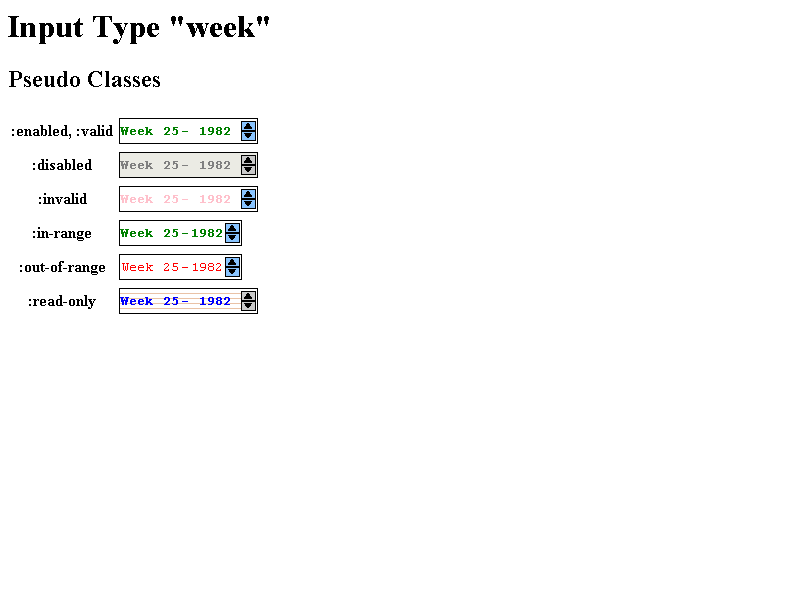 Input Type "week"
Pseudo Classes
:enabled, :valid Week 25- 1982
:disabled Week 25- 1982
:invalid Week 25- 1982
:in-range Week 25-1982
:out-of-range Week 25-1982
:read-only Week 25- 1982